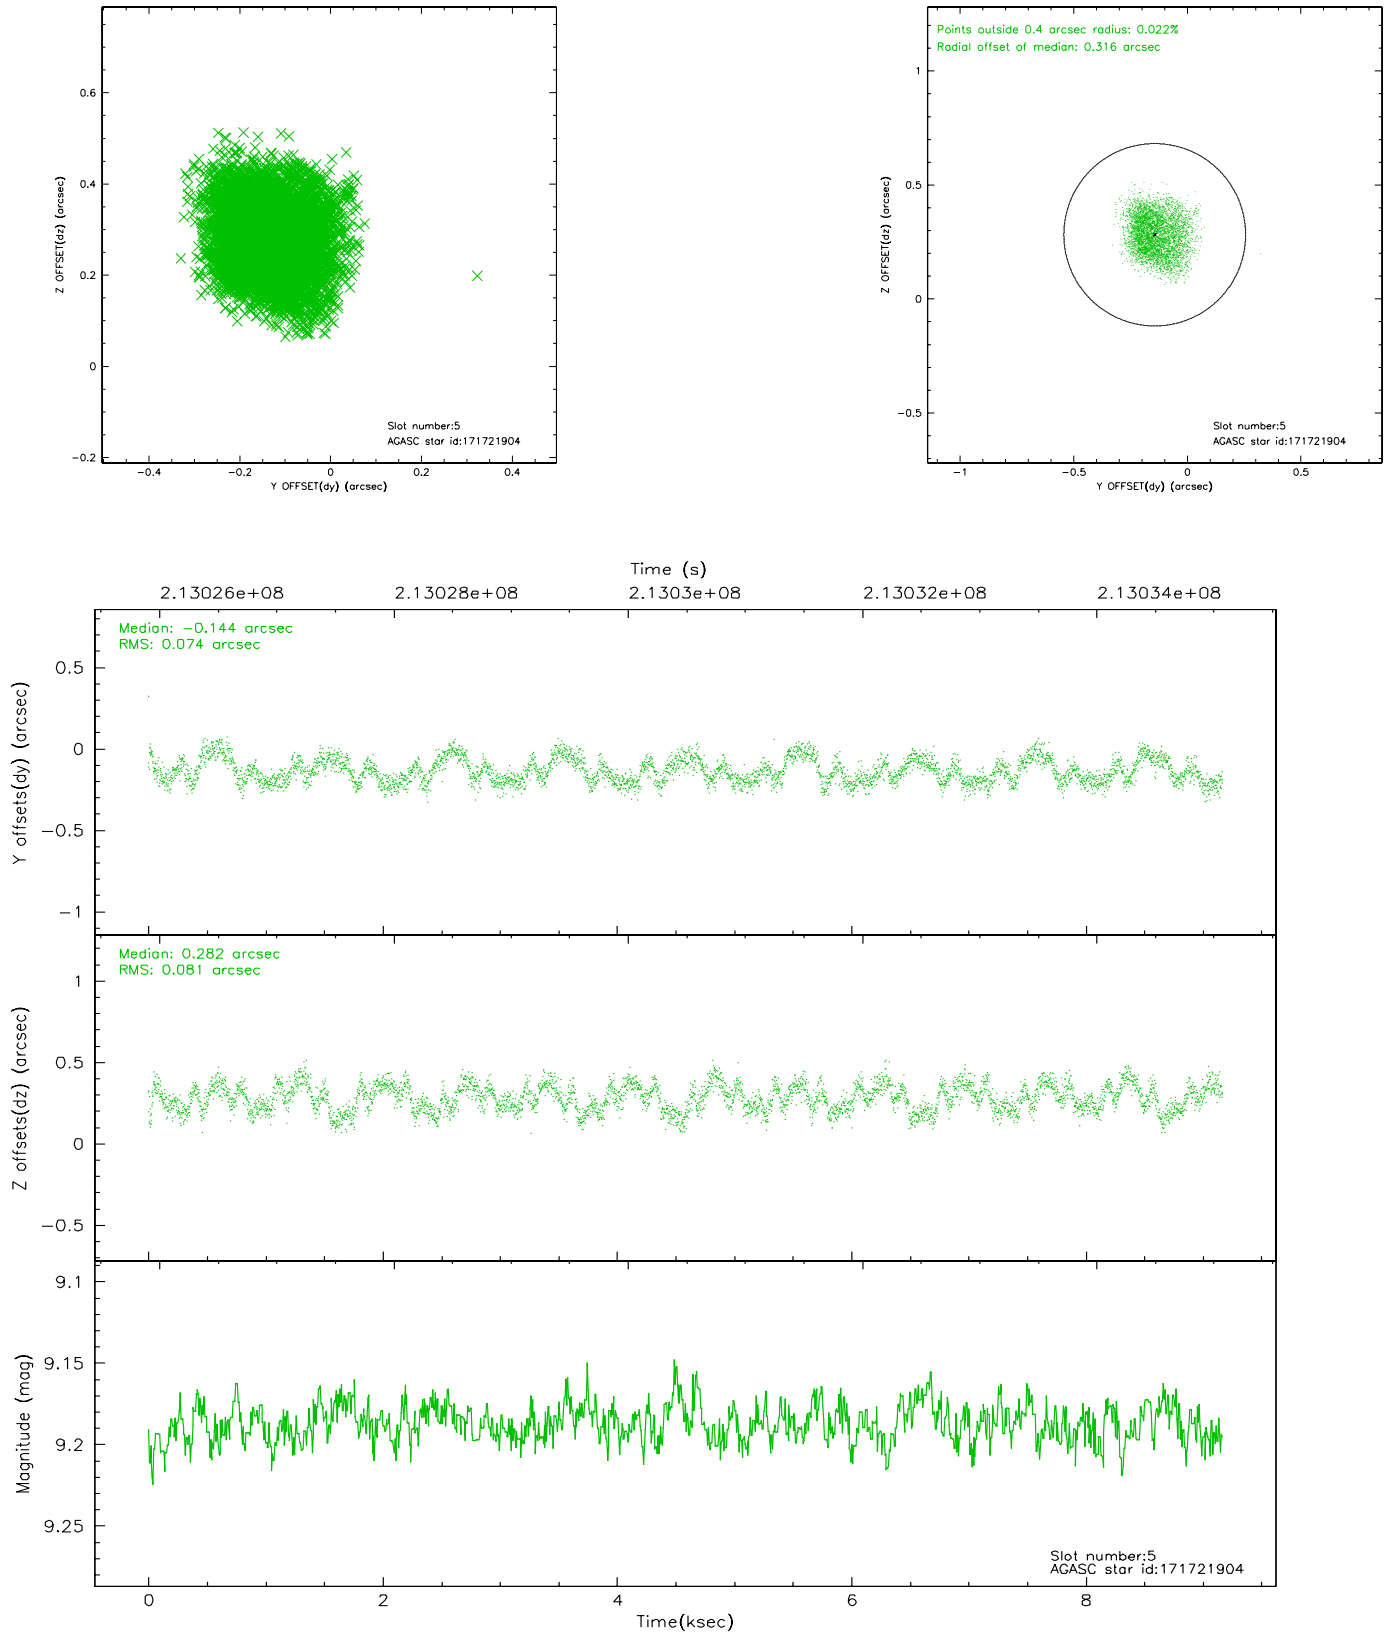 0.6
0.4
0.2
0
-0.2
-0.4
-0.2
0
0.2
0.4
Z OFFSET(dz) (arcsec)
Y OFFSET(dy) (arcsec)
Slot number:5
AGASC star id:171721904
Points outside 0.4 arcsec radius: 0.022%
Radial offset of median: 0.316 arcsec
1
0.5
0
-0.5
-1
-0.5
0
0.5
Z OFFSET(dz) (arcsec)
Y OFFSET(dy) (arcsec)
Slot number:5
AGASC star id:171721904
Time (s)
2.13026e+08
2.13028e+08
2.1303e+08
2.13032e+08
2.13034e+08
Median: -0.144 arcsec
RMS: 0.074 arcsec
0.5
0
-0.5
-1
Y offsets(dy) (arcsec)
Median: 0.282 arcsec
RMS: 0.081 arcsec
1
0.5
0
-0.5
Z offsets(dz) (arcsec)
9.1
9.15
9.2
9.25
Magnitude (mag)
Slot number:5
AGASC star id:171721904
0
2
4
6
8
Time(ksec)